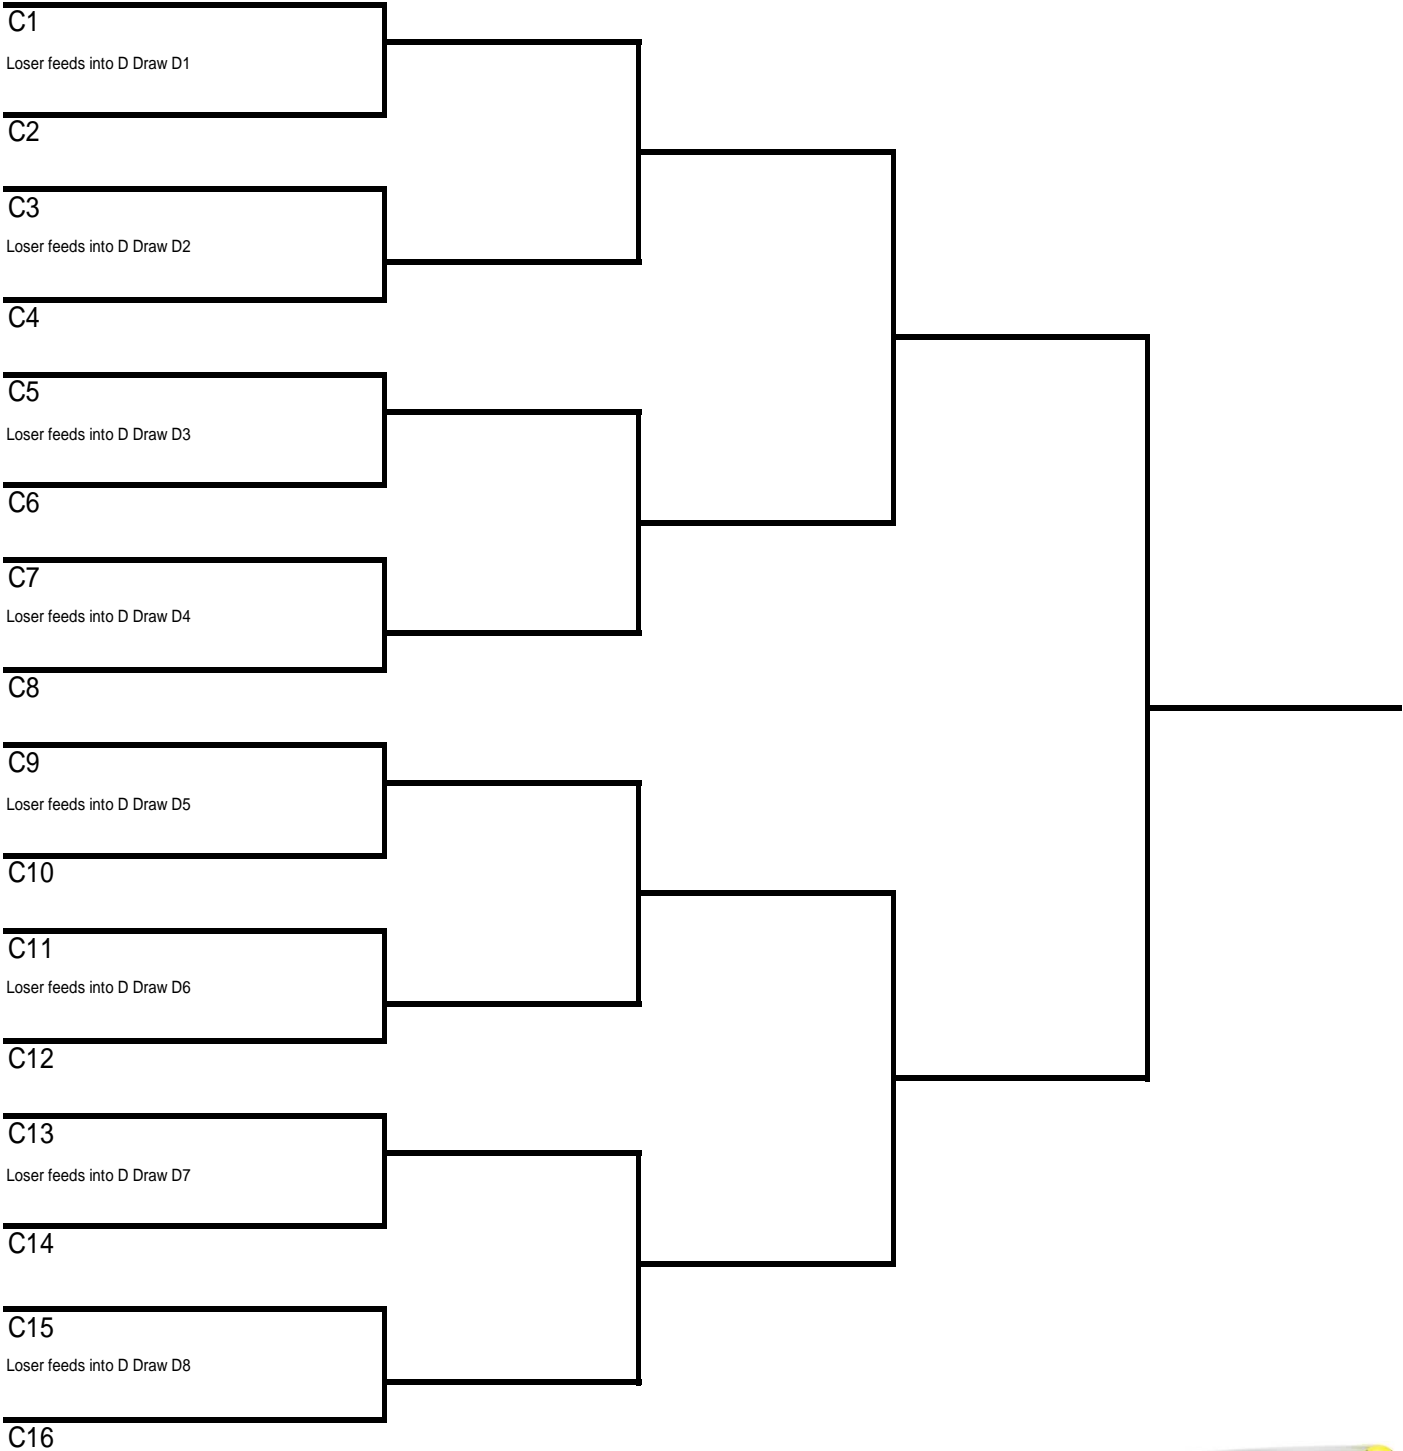 C1
Loser feeds into D Draw D1
C2
C3
Loser feeds into D Draw D2
C4
C5
Loser feeds into D Draw D3
C6
C7
Loser feeds into D Draw D4
C8
C9
Loser feeds into D Draw D5
C10
C11
Loser feeds into D Draw D6
C12
C13
Loser feeds into D Draw D7
C14
C15
Loser feeds into D Draw D8
C16